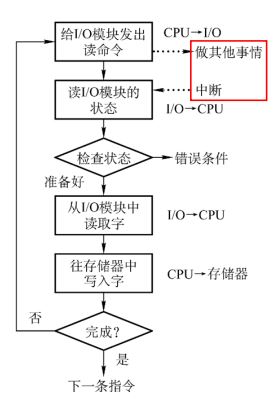 给I/O模块发出
读命令
CPU→I/O
做其他事情
中断
读I/O模块的
状态
I/O→CPU
检查状态
错误条件
准备好
从I/O模块中
读取字
I/O→CPU
往存储器中
写入字
CPU→存储器
否
完成?
是
下一条指令